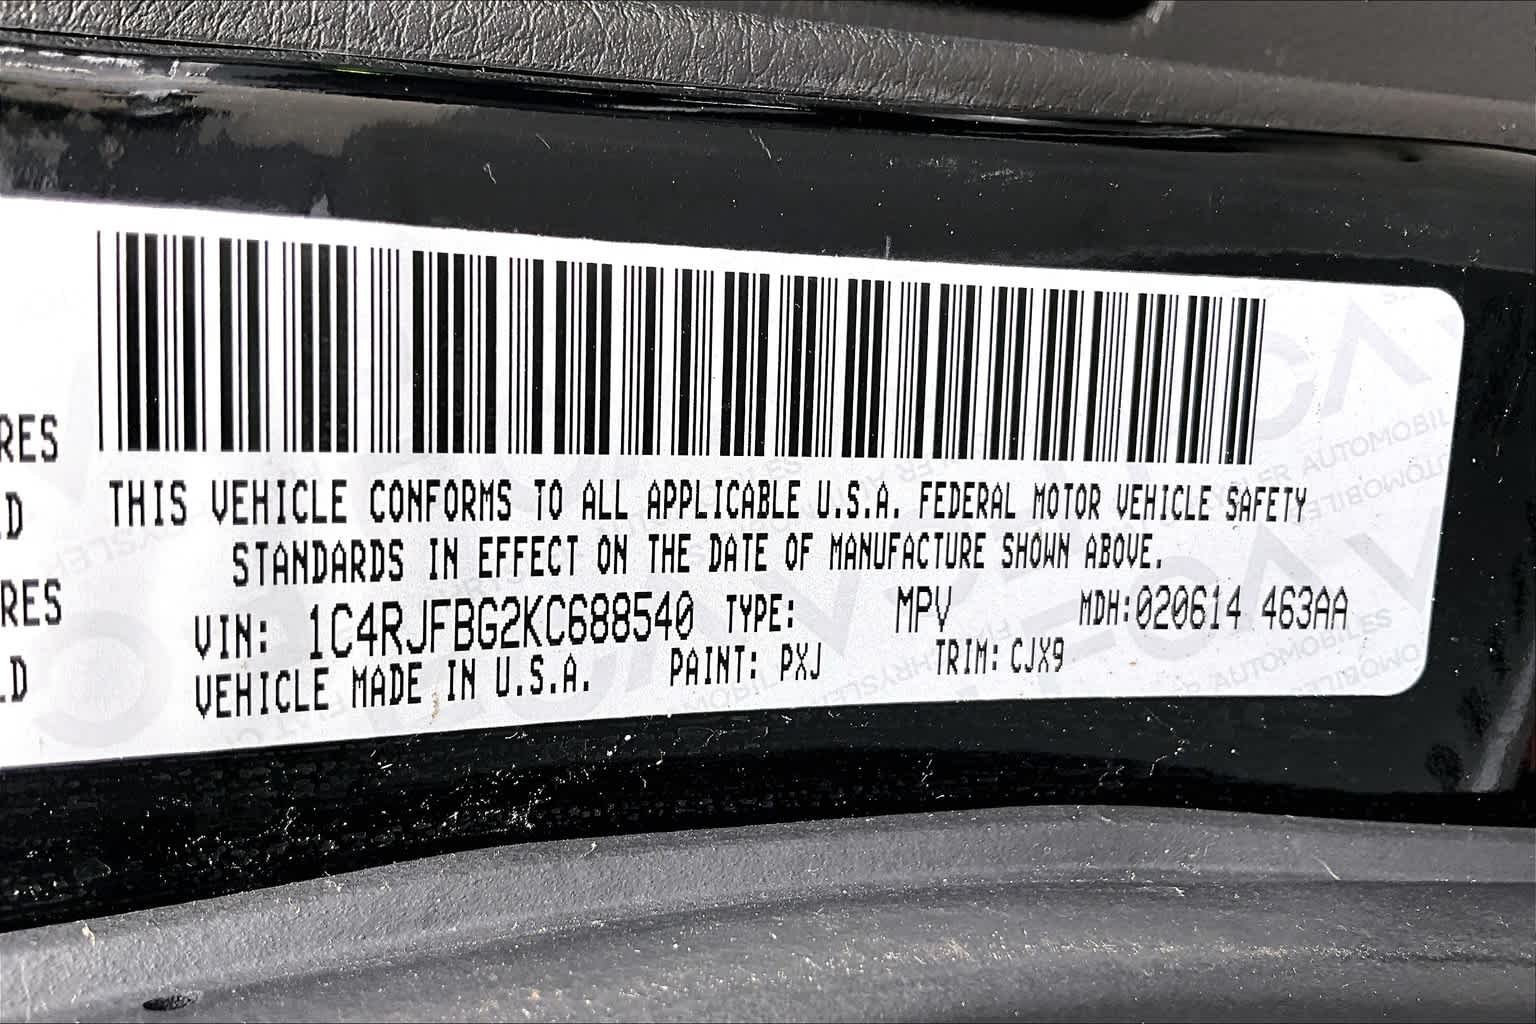 RES
THIS VEHICLE CONFORMS TO ALL APPLICABLE U.S.A. FEDERAL MOTOR VEHICLE SAFETY
D
STANDARDS IN EFFECT ON THE DATE OF MANUFACTURE SHOWN ABOVE.
RES
VIN: 1C4RJFBG2KC688540 TYPE: MPV MDH:020614 463AA
D
VEHICLE MADE IN U.S.A. PAINT: PXJ TRIM: CJX9